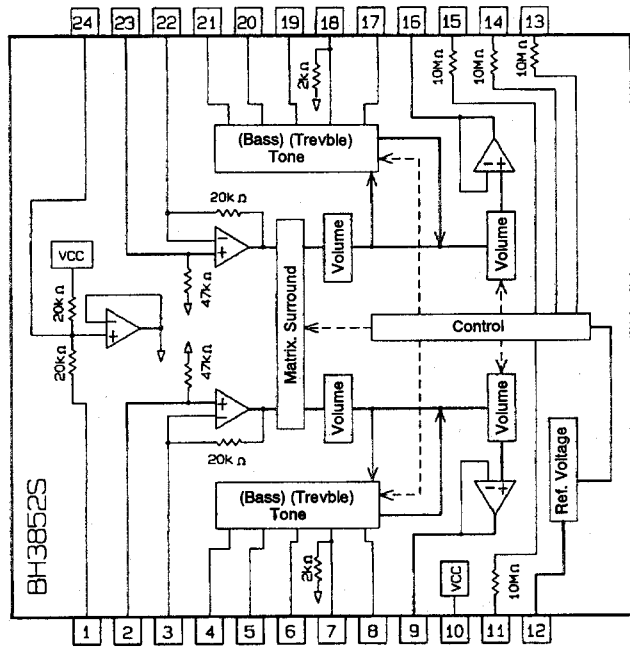 24 23 22 21 20 19 18 17 16 15 14 13
2kΩ
10MΩ
10MΩ
10MΩ
(Bass) (Trevble)
Tone
20kΩ
VCC
47kΩ
20kΩ
20kΩ
Matrix. Surround
Volume
Volume
Control
47kΩ
20kΩ
Volume
Volume
Ref. Voltage
BH3852S
(Bass) (Trevble)
Tone
2kΩ
VCC
10MΩ
1 2 3 4 5 6 7 8 9 10 11 12